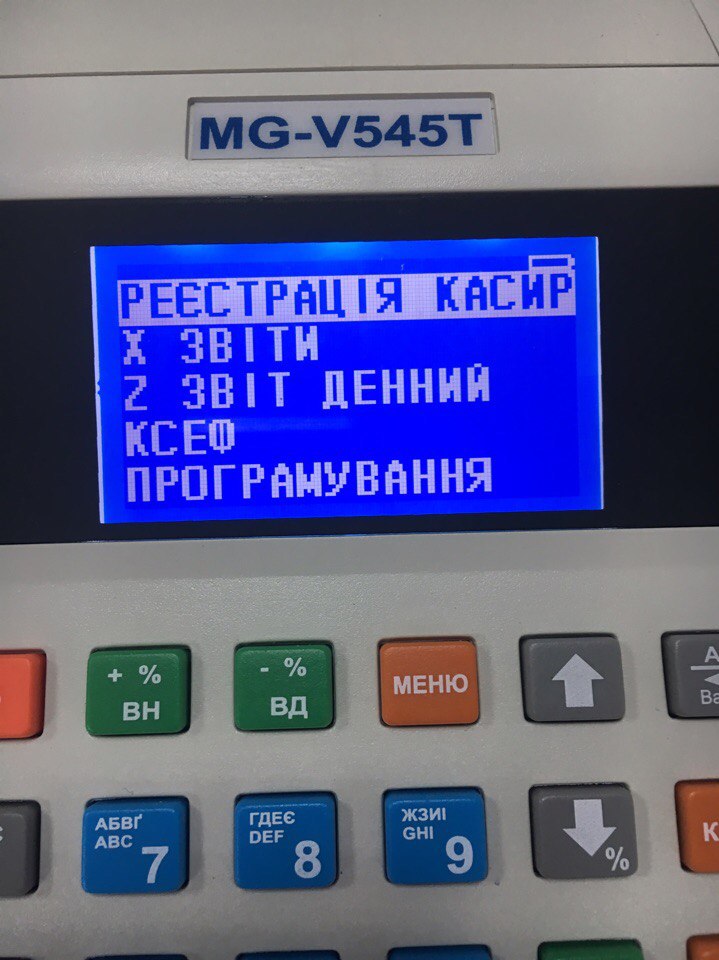 MG-V545T
РЕЄСТРАЦІЯ КАСИР
X ЗВІТИ
Z ЗВІТ ДЕННИЙ
КСЕФ
ПРОГРАМУВАННЯ
+ %
ВН
- %
ВД
МЕНЮ
АБВГ
ABC
7
ГДЕЄ
DEF
8
ЖЗИІ
GHI
9
%